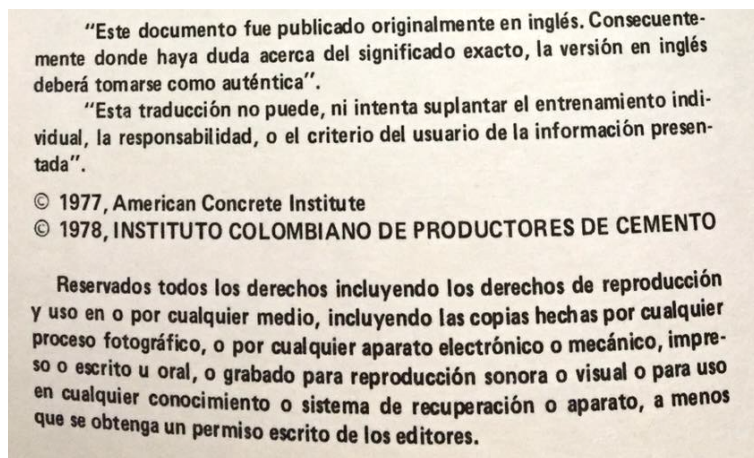 "Este documento fue publicado originalmente en inglés. Consecuente-
mente donde haya duda acerca del significado exacto, la versión en inglés
deberá tomarse como auténtica".
"Esta traducción no puede, ni intenta suplantar el entrenamiento indi-
vidual, la responsabilidad, o el criterio del usuario de la información presen-
tada".
© 1977, American Concrete Institute
© 1978, INSTITUTO COLOMBIANO DE PRODUCTORES DE CEMENTO
Reservados todos los derechos incluyendo los derechos de reproducción
y uso en o por cualquier medio, incluyendo las copias hechas por cualquier
proceso fotográfico, o por cualquier aparato electrónico o mecánico, impre-
so o escrito u oral, o grabado para reproducción sonora o visual o para uso
en cualquier conocimiento o sistema de recuperación o aparato, a menos
que se obtenga un permiso escrito de los editores.